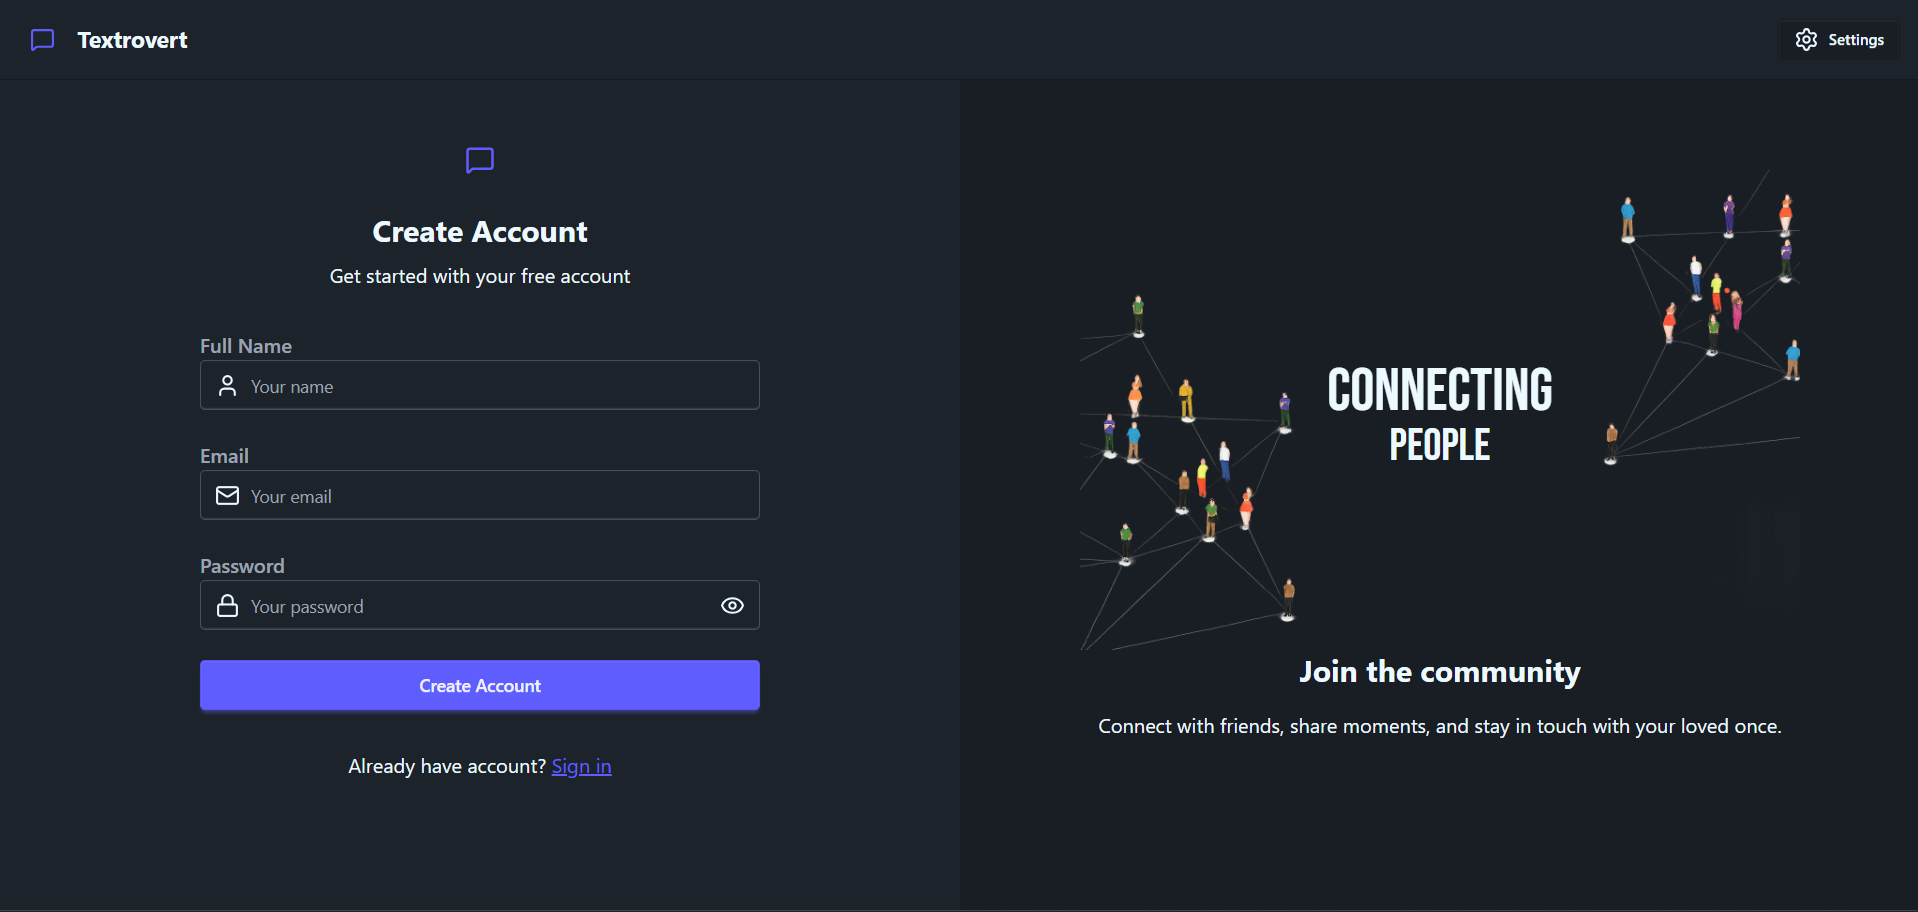 Textrovert
Settings
Create Account
Get started with your free account
Full Name
Your name
Email
Your email
Password
Your password
Create Account
Already have account? Sign in
CONNECTING
PEOPLE
Join the community
Connect with friends, share moments, and stay in touch with your loved once.